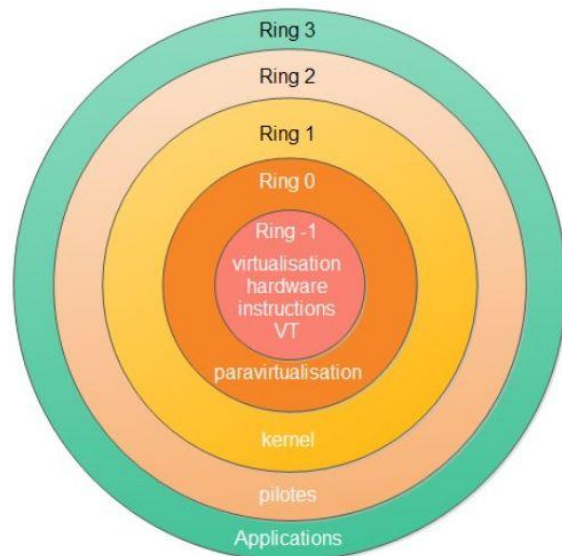 Ring 3
Ring 2
Ring 1
Ring 0
Ring -1
virtualisation
hardware
instructions
VT
paravirtualisation
kernel
pilotes
Applications